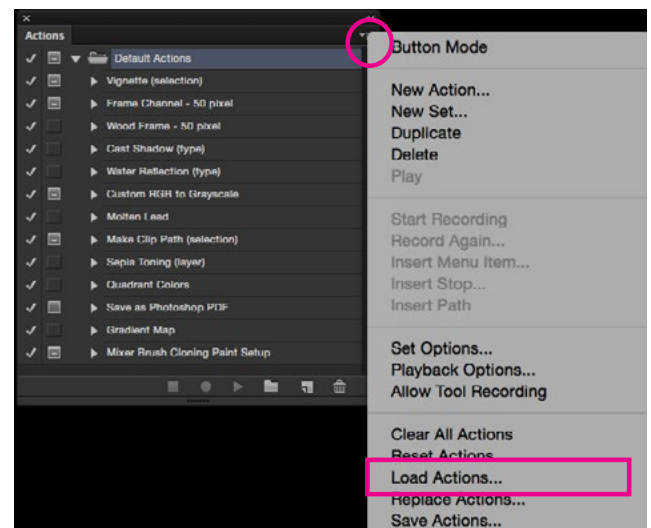 Actions
Default Actions
Vignette (selection)
Frame Channel - 50 pixel
Wood Frame - 50 pixel
Cast Shadow (type)
Water Reflection (type)
Custom RGB to Grayscale
Molten Lead
Make Clip Path (selection)
Sepia Toning (layer)
Quadrant Colors
Save as Photoshop PDF
Gradient Map
Mixer Brush Cloning Paint Setup
Button Mode
New Action...
New Set...
Duplicate
Delete
Play
Start Recording
Record Again...
Insert Menu Item...
Insert Stop...
Insert Path
Set Options...
Playback Options...
Allow Tool Recording
Clear All Actions
Reset Actions
Load Actions...
Replace Actions...
Save Actions...